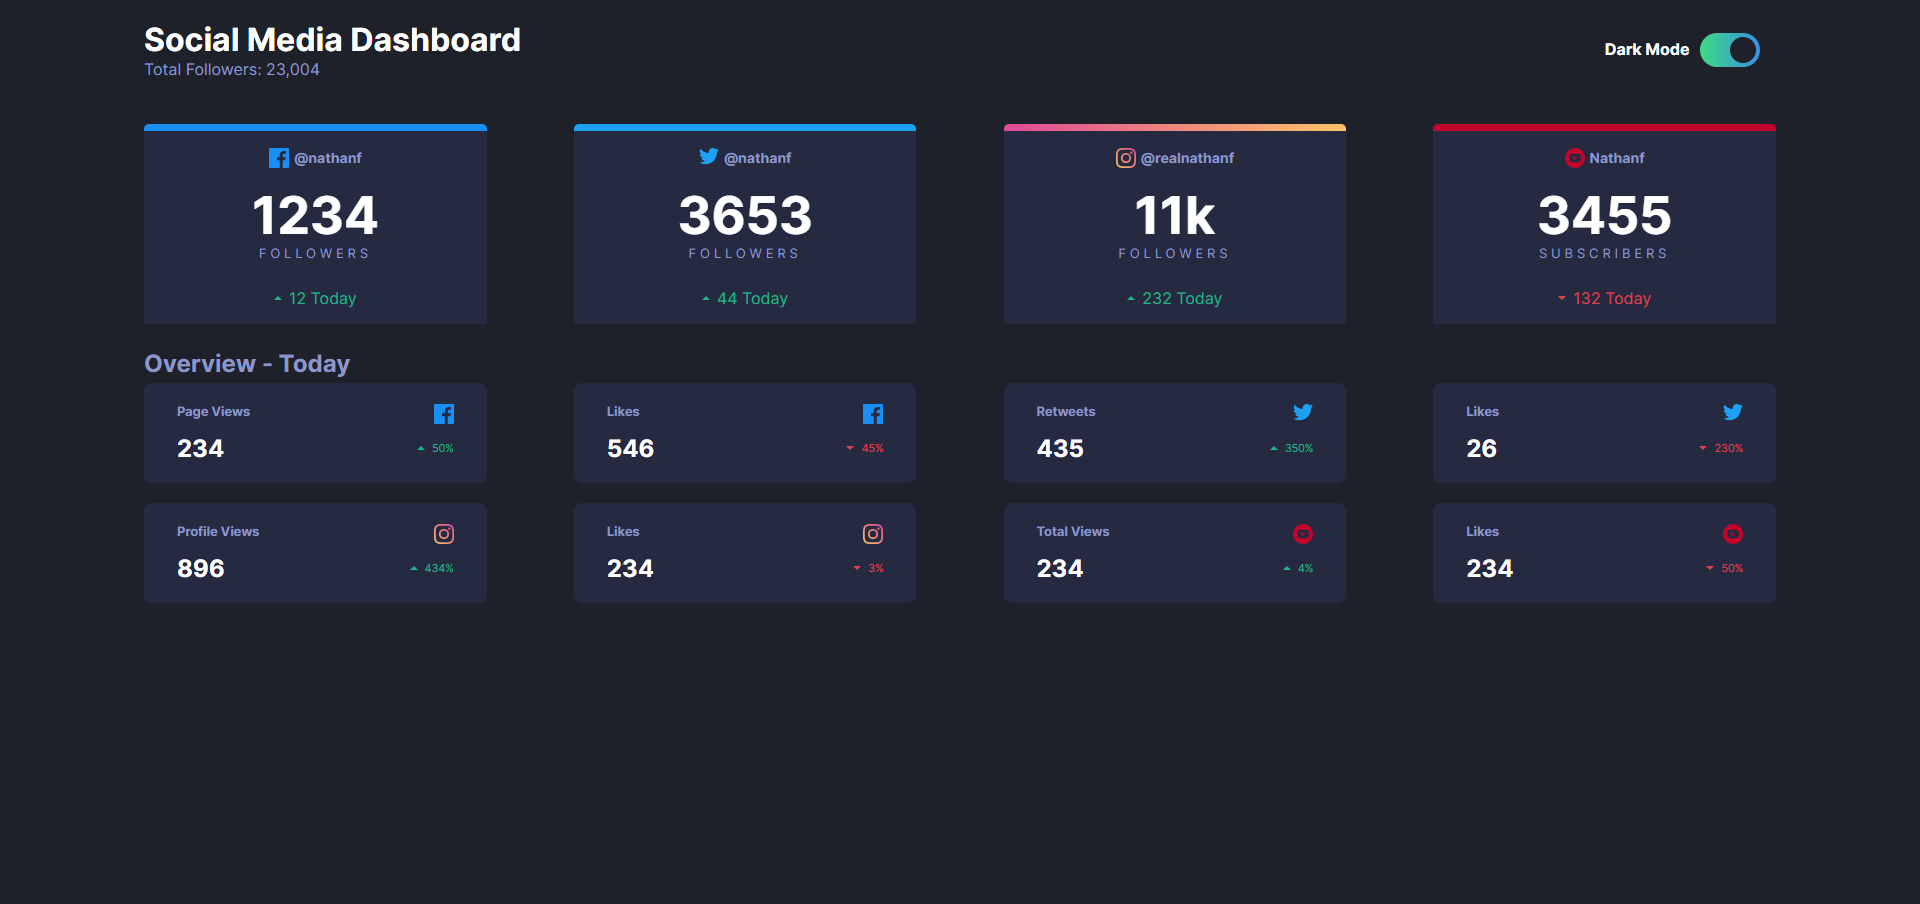 Social Media Dashboard
Total Followers: 23,004
Dark Mode
@nathanf
1234
FOLLOWERS
12 Today
@nathanf
3653
FOLLOWERS
44 Today
@realnathanf
11k
FOLLOWERS
232 Today
Nathanf
3455
SUBSCRIBERS
132 Today
Overview - Today
Page Views
234
50%
Likes
546
45%
Retweets
435
350%
Likes
26
230%
Profile Views
896
434%
Likes
234
3%
Total Views
234
4%
Likes
234
50%